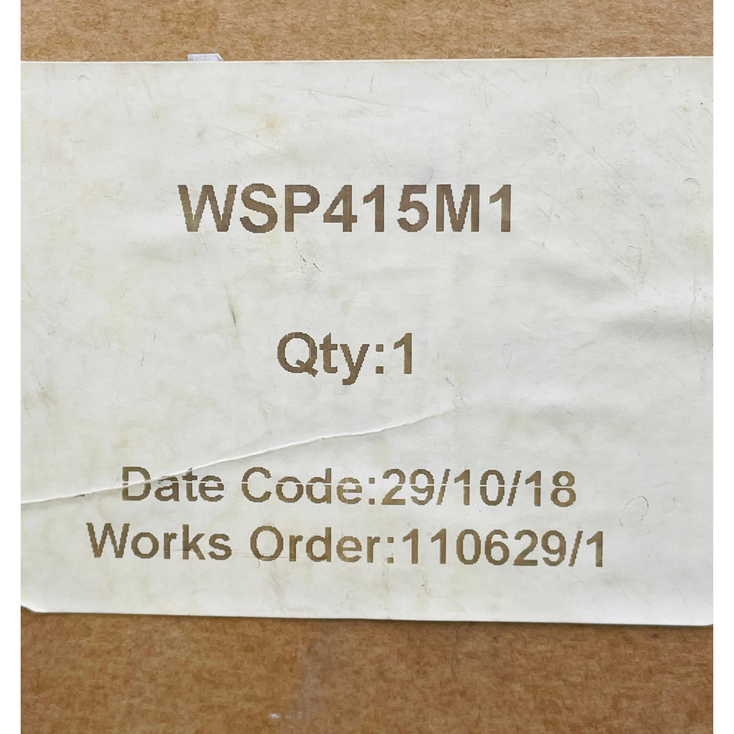 WSP415M1
Qty:1
Date Code:29/10/18
Works Order:110629/1